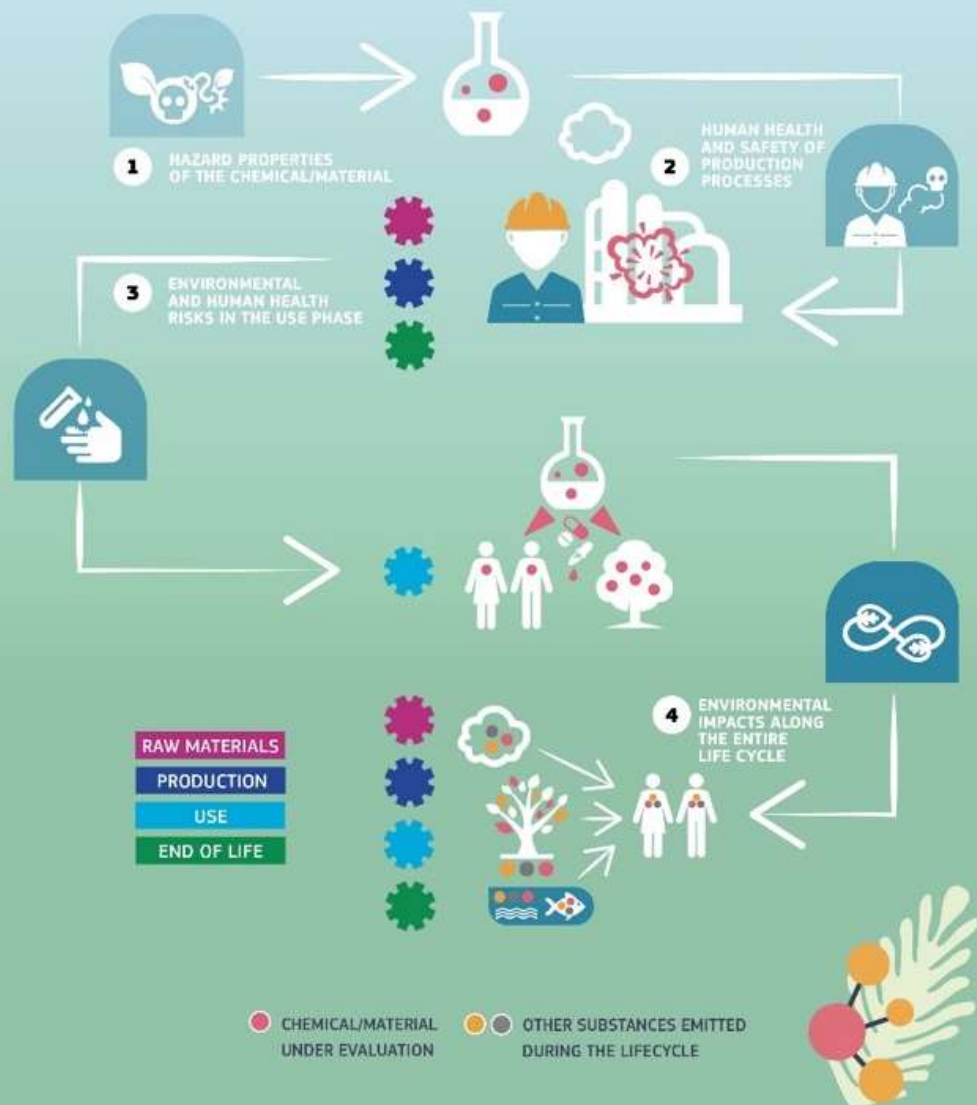 1
HAZARD PROPERTIES
OF THE CHEMICAL/MATERIAL
2
HUMAN HEALTH
AND SAFETY OF
PRODUCTION
PROCESSES
3
ENVIRONMENTAL
AND HUMAN HEALTH
RISKS IN THE USE PHASE
4
ENVIRONMENTAL
IMPACTS ALONG
THE ENTIRE
LIFE CYCLE
RAW MATERIALS
PRODUCTION
USE
END OF LIFE
CHEMICAL/MATERIAL
UNDER EVALUATION
OTHER SUBSTANCES EMITTED
DURING THE LIFECYCLE